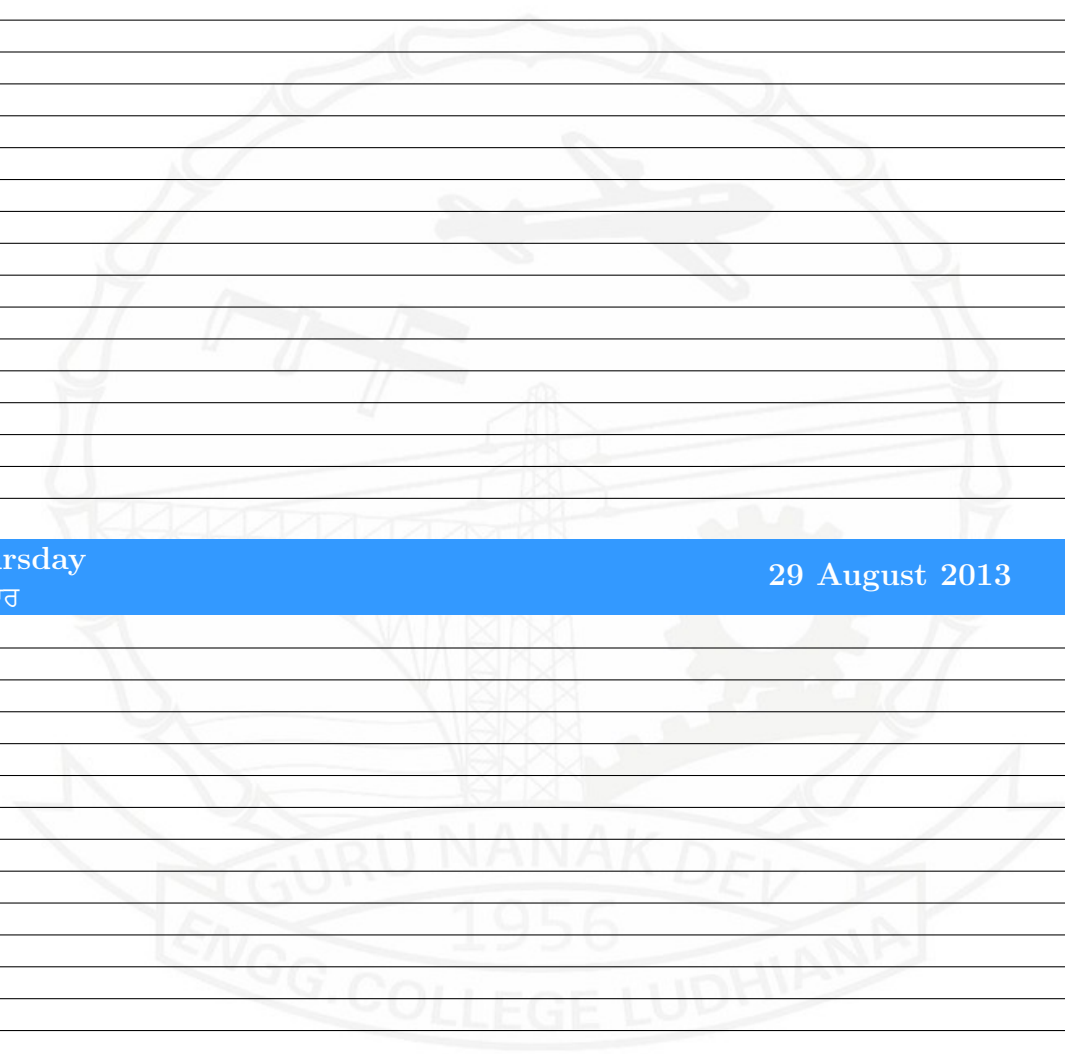 rsday
29 August 2013
ਾਰ
GURU NANAK DEV
1956
ENGG. COLLEGE LUDHIANA